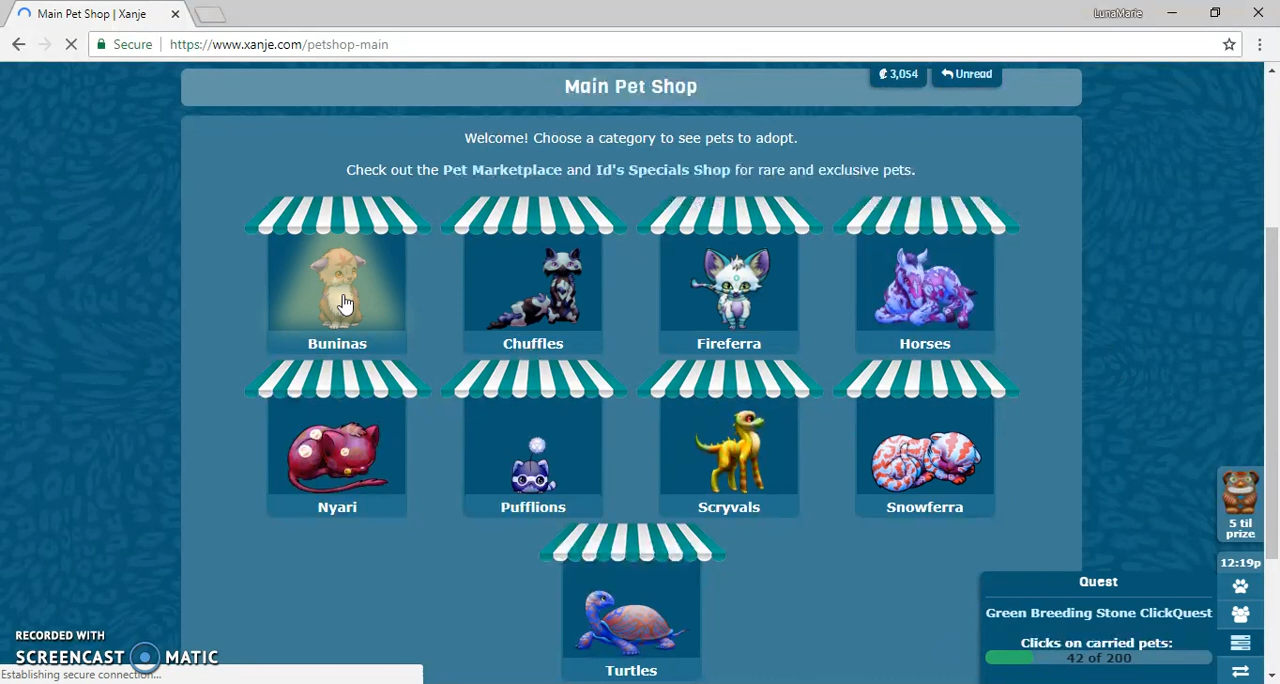 Main Pet Shop | Xanje
LunaMarie
Secure
https://www.xanje.com/petshop-main
Main Pet Shop
3,054
Unread
Welcome! Choose a category to see pets to adopt.
Check out the Pet Marketplace and Id's Specials Shop for rare and exclusive pets.
Buninas
Chuffles
Fireferra
Horses
Nyari
Pufflions
Scryvals
Snowferra
Turtles
5 til
prize
12:19p
Quest
Green Breeding Stone ClickQuest
Clicks on carried pets:
42 of 200
RECORDED WITH
SCREENCAST MATIC
Establishing secure connection...